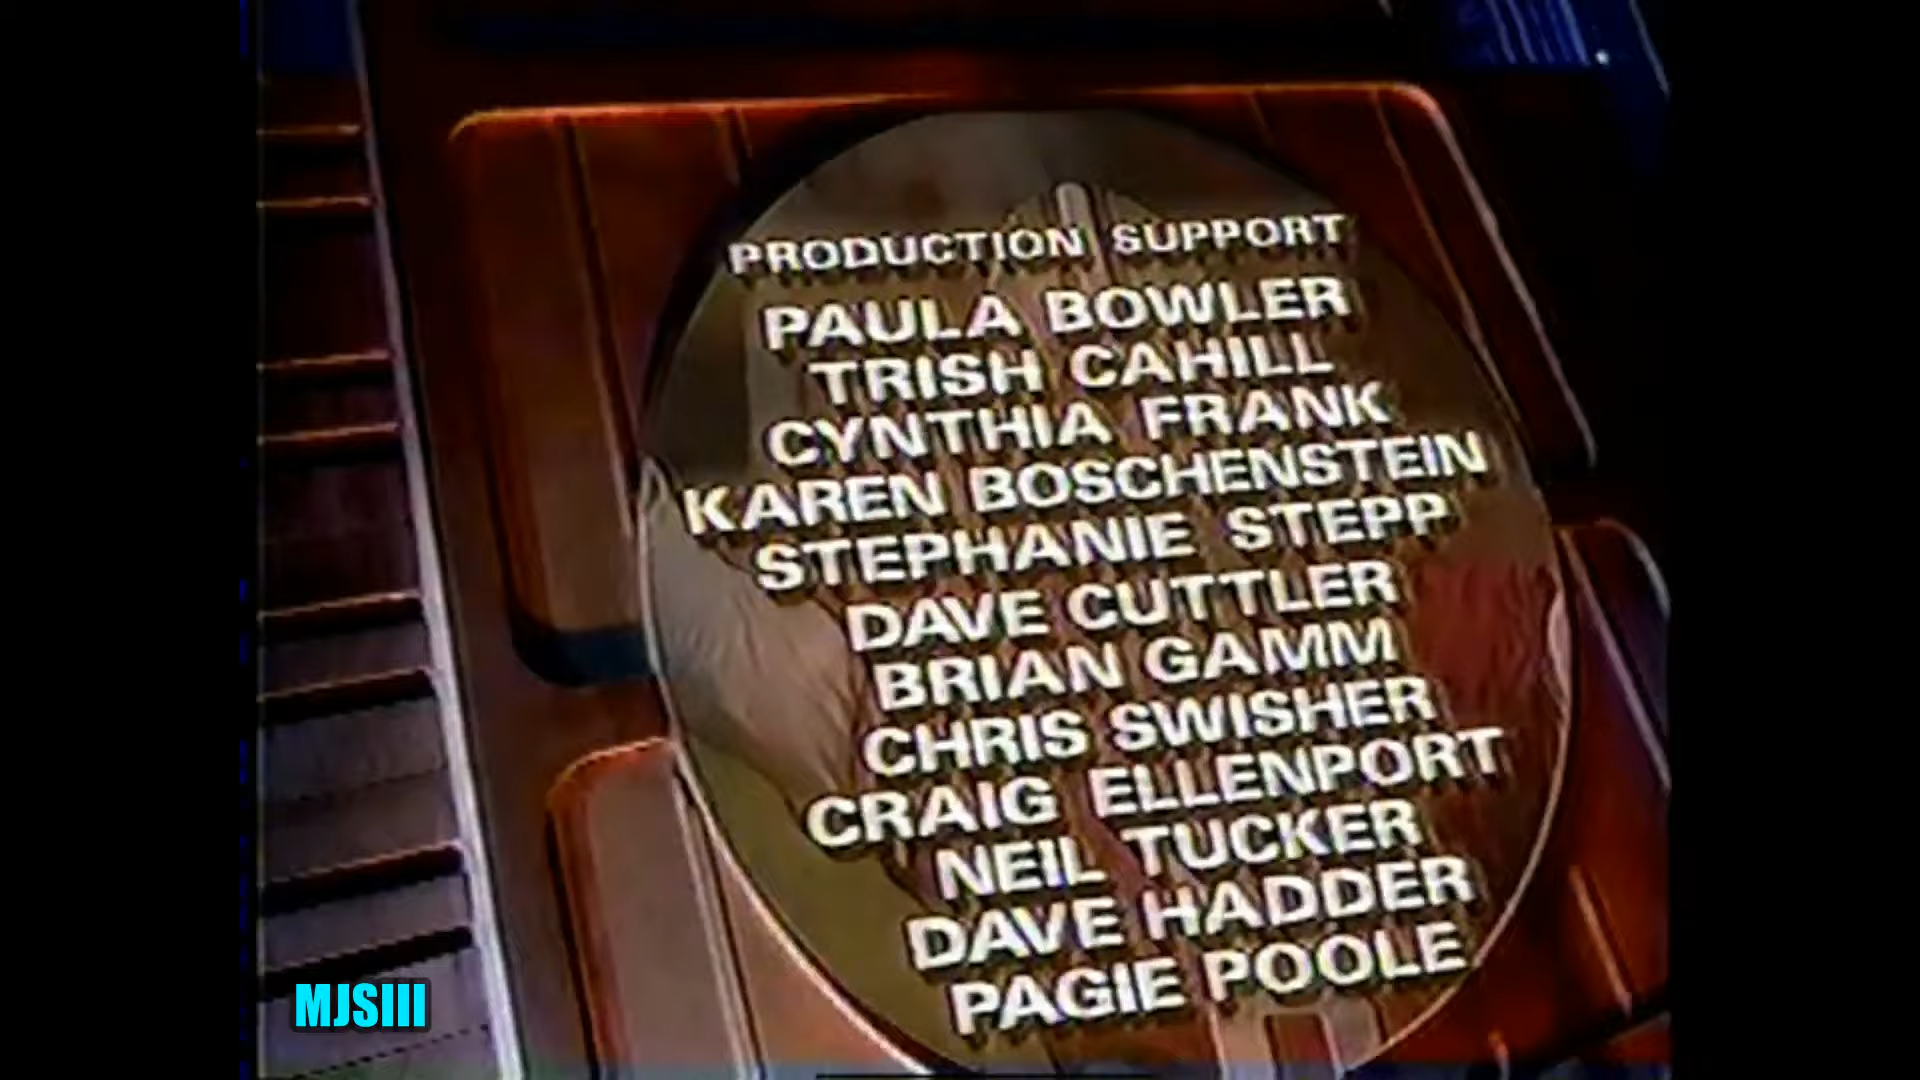 PRODUCTION SUPPORT
PAULA BOWLER
TRISH CAHILL
CYNTHIA FRANK
KAREN BOSCHENSTEIN
STEPHANIE STEPP
DAVE CUTTLER
BRIAN GAMM
CHRIS SWISHER
CRAIG ELLENPORT
NEIL TUCKER
DAVE HADDER
PAGIE POOLE
MJSIII